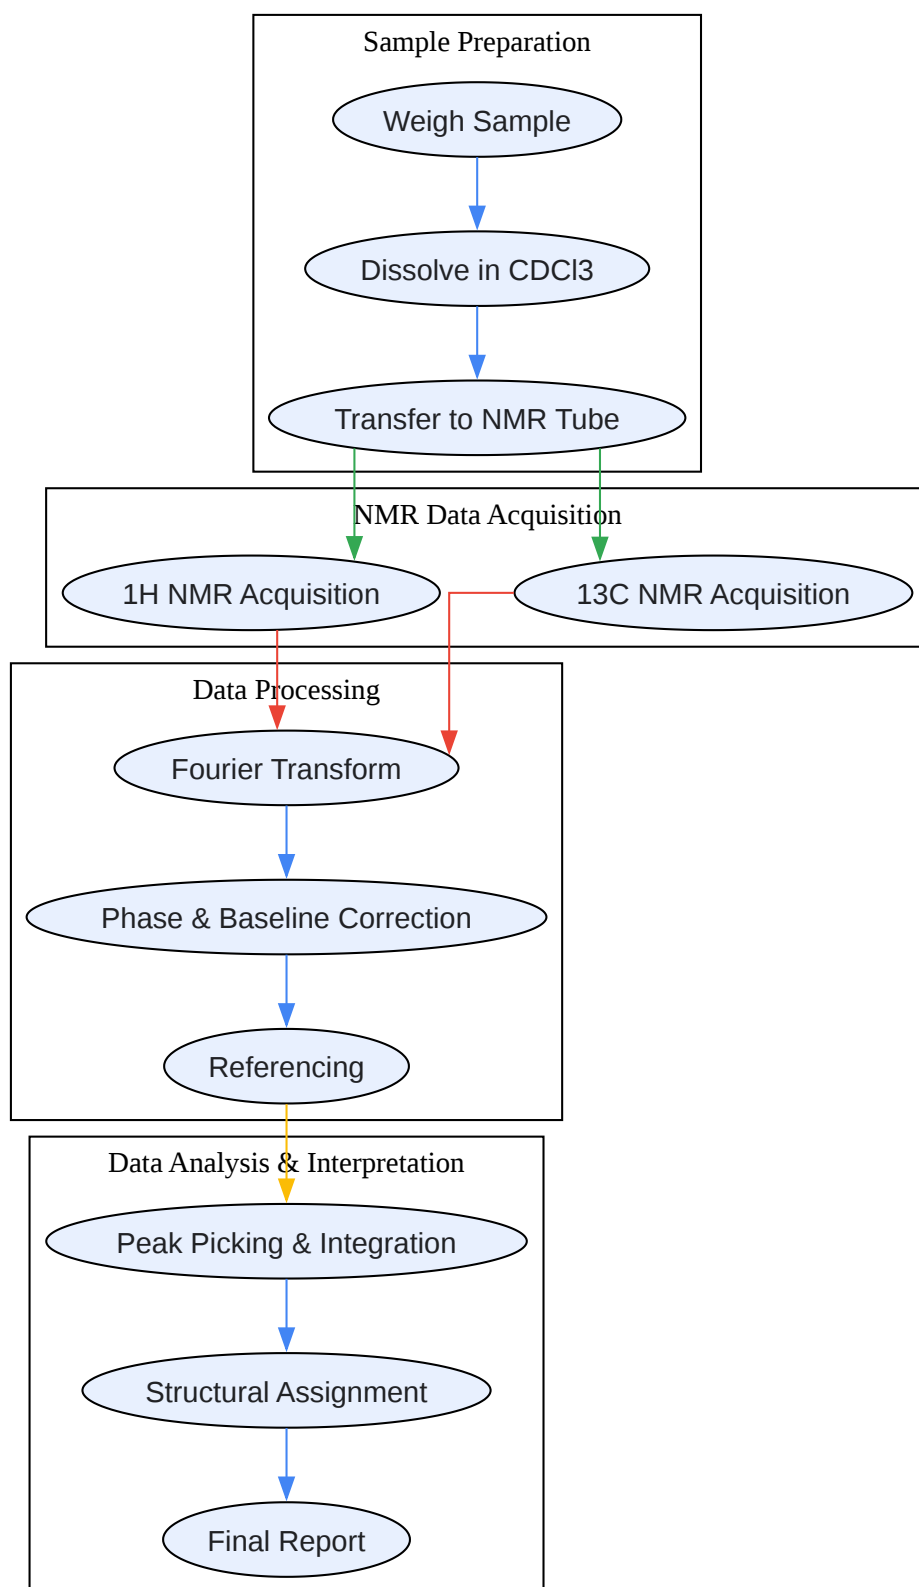 Sample Preparation
Weigh Sample
Dissolve in CDCl3
Transfer to NMR Tube
NMR Data Acquisition
1H NMR Acquisition
13C NMR Acquisition
Data Processing
Fourier Transform
Phase & Baseline Correction
Referencing
Data Analysis & Interpretation
Peak Picking & Integration
Structural Assignment
Final Report